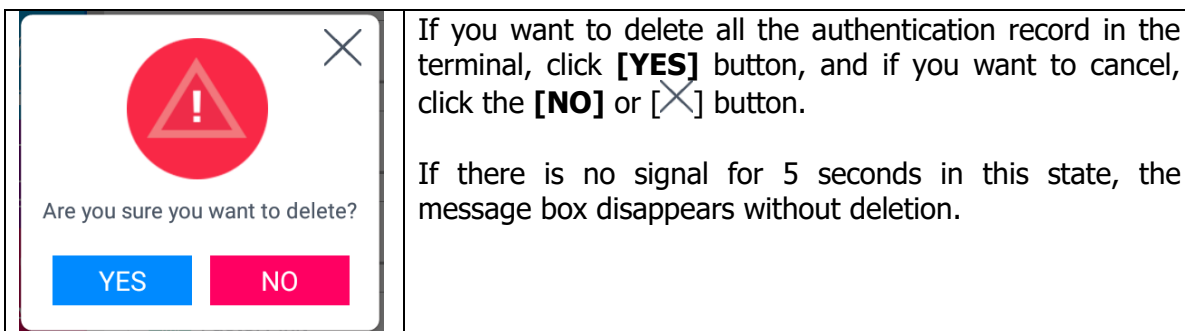 !
Are you sure you want to delete?
YES NO
If you want to delete all the authentication record in the
terminal, click [YES] button, and if you want to cancel,
click the [NO] or [╳] button.
If there is no signal for 5 seconds in this state, the
message box disappears without deletion.